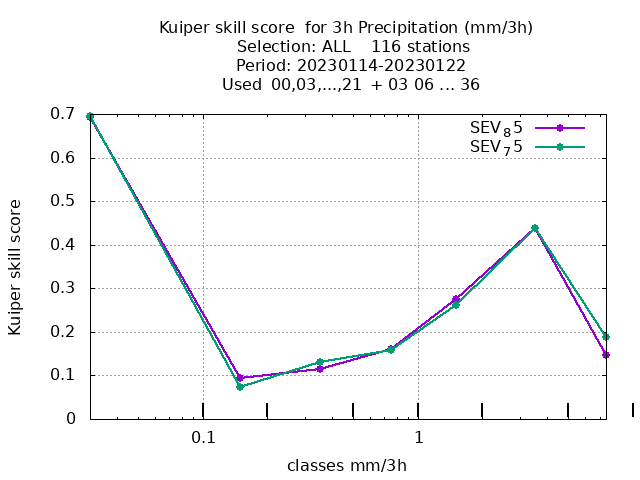 Kuiper skill score  for 3h Precipitation (mm/3h)
Selection: ALL    116 stations
Period: 20230114-20230122
Used  00,03,...,21  + 03 06 ... 36
SEV₈5
SEV₇5
0.7
0.6
0.5
0.4
0.3
0.2
0.1
0
Kuiper skill score
0.1
1
classes mm/3h